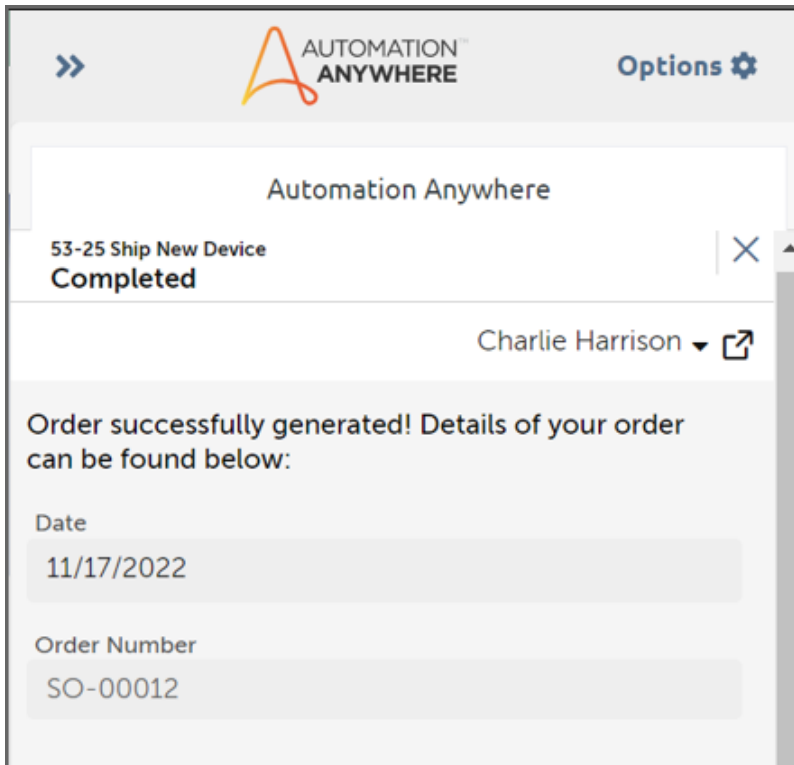 AUTOMATION™
ANYWHERE
Options
Automation Anywhere
53-25 Ship New Device
Completed
Charlie Harrison
Order successfully generated! Details of your order
can be found below:
Date
11/17/2022
Order Number
SO-00012